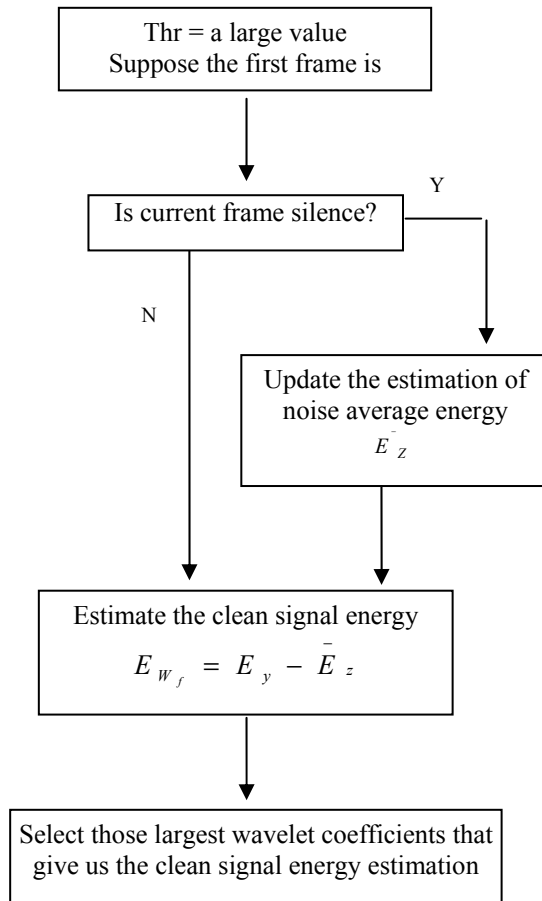 Thr = a large value
Suppose the first frame is
Is current frame silence?
Y
N
Update the estimation of
noise average energy
Ē_Z
Estimate the clean signal energy
E_{W_f} = E_y − Ē_z
Select those largest wavelet coefficients that
give us the clean signal energy estimation